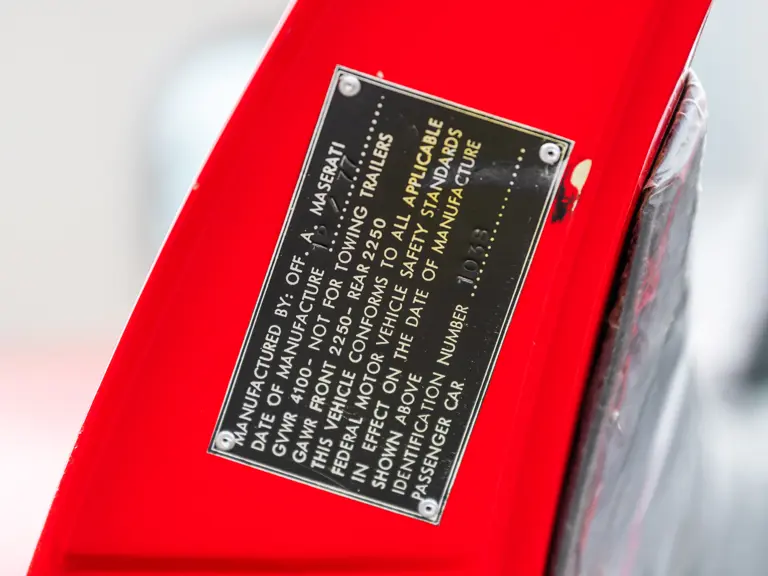 MANUFACTURED BY: OFF. A. MASERATI
DATE OF MANUFACTURE / 77
GVWR 4100 - NOT FOR TOWING TRAILERS
GAWR FRONT 2250 - REAR 2250
THIS VEHICLE CONFORMS TO ALL APPLICABLE
FEDERAL MOTOR VEHICLE SAFETY STANDARDS
IN EFFECT ON THE DATE OF MANUFACTURE
SHOWN ABOVE
IDENTIFICATION NUMBER
PASSENGER CAR